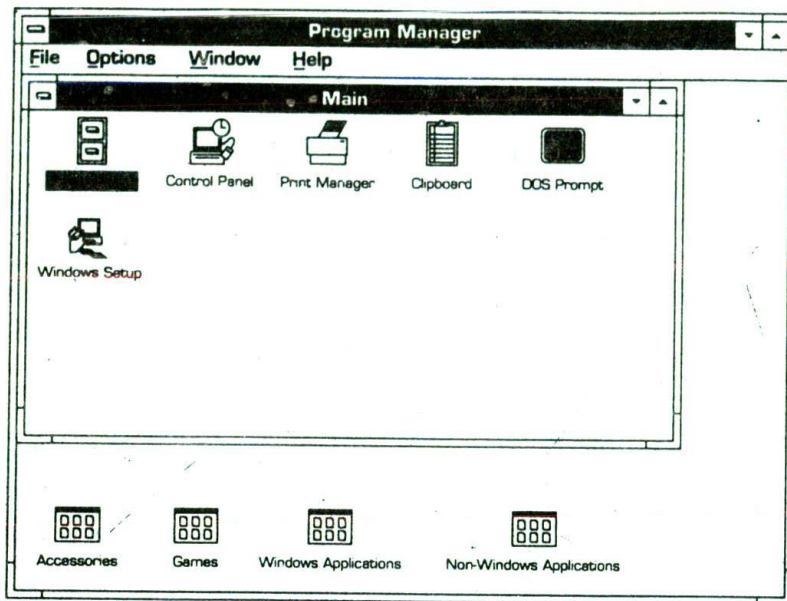 Program Manager
File Options Window Help
Main
Control Panel Print Manager Clipboard DOS Prompt
Windows Setup
Accessories Games Windows Applications Non-Windows Applications